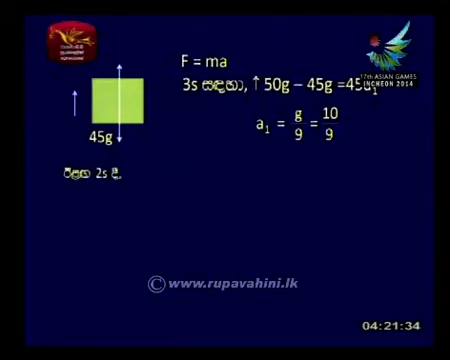 F = ma
3s සඳහා, ↑ 50g – 45g =45a₁
a₁ = g/9 = 10/9
45g
ඊළඟ 2s දී,
17th ASIAN GAMES
INCHEON 2014
© www.rupavahini.lk
04:21:34